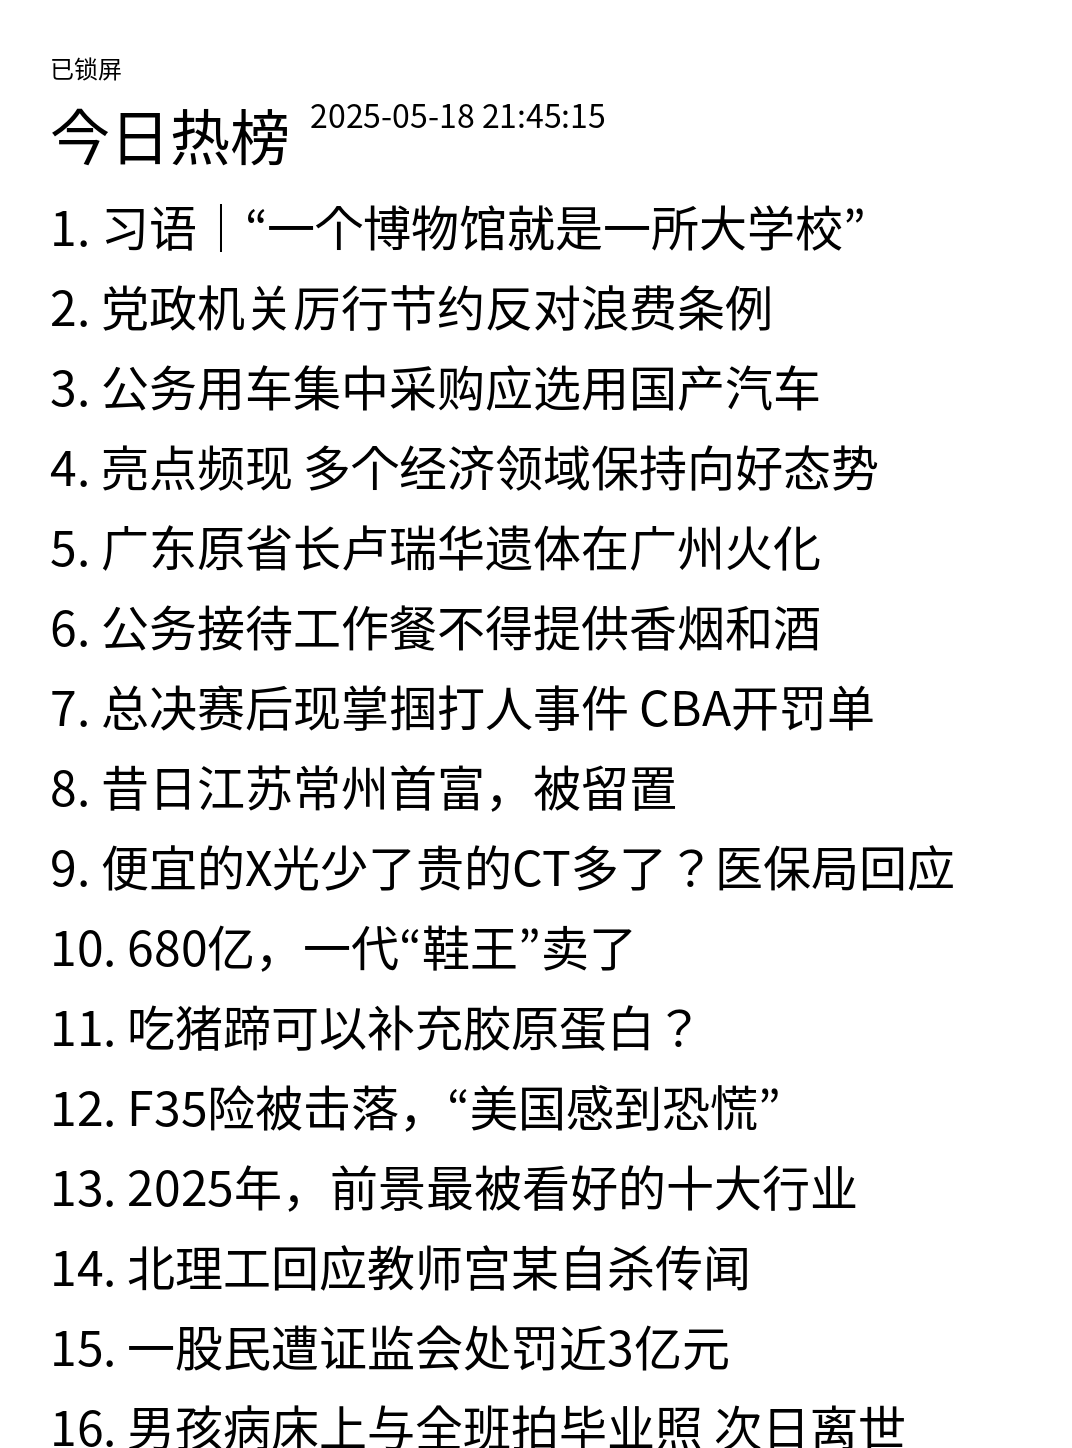 已锁屏
今日热榜 2025-05-18 21:45:15
1. 习语｜“一个博物馆就是一所大学校”
2. 党政机关厉行节约反对浪费条例
3. 公务用车集中采购应选用国产汽车
4. 亮点频现 多个经济领域保持向好态势
5. 广东原省长卢瑞华遗体在广州火化
6. 公务接待工作餐不得提供香烟和酒
7. 总决赛后现掌掴打人事件 CBA开罚单
8. 昔日江苏常州首富，被留置
9. 便宜的X光少了贵的CT多了？医保局回应
10. 680亿，一代“鞋王”卖了
11. 吃猪蹄可以补充胶原蛋白？
12. F35险被击落，“美国感到恐慌”
13. 2025年，前景最被看好的十大行业
14. 北理工回应教师宫某自杀传闻
15. 一股民遭证监会处罚近3亿元
16. 男孩病床上与全班拍毕业照 次日离世